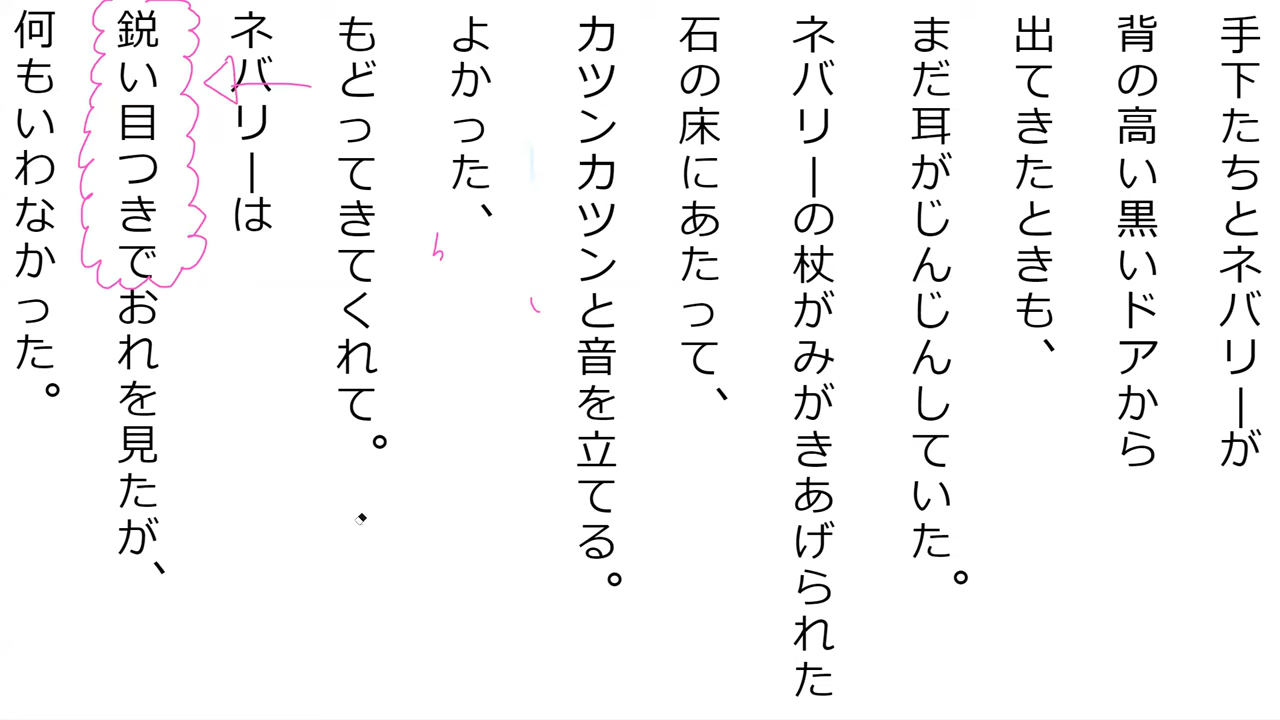 手下たちとネバリーが
背の高い黒いドアから
出てきたときも、
まだ耳がじんじんしていた。
ネバリーの杖がみがきあげられた
石の床にあたって、
カツンカツンと音を立てる。
よかった、
もどってきてくれて。
ネバリーは
鋭い目つきでおれを見たが、
何もいわなかった。